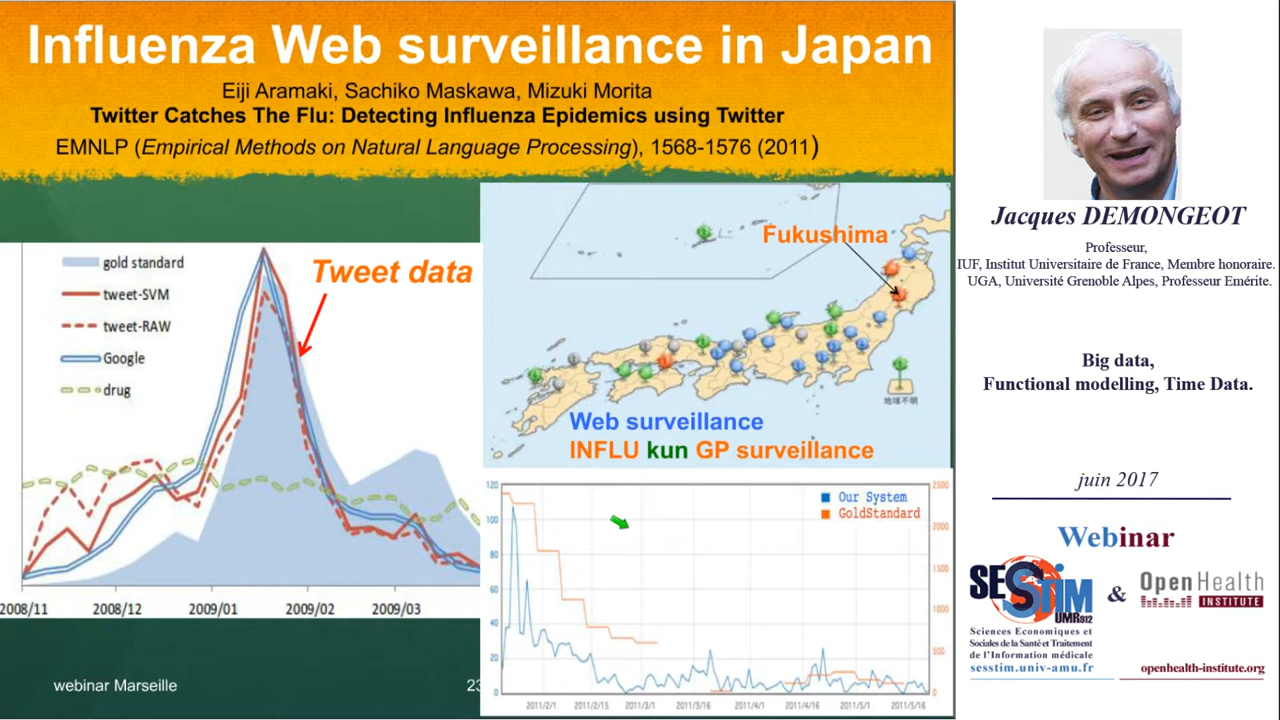 Influenza Web surveillance in Japan
Eiji Aramaki, Sachiko Maskawa, Mizuki Morita
Twitter Catches The Flu: Detecting Influenza Epidemics using Twitter
EMNLP (Empirical Methods on Natural Language Processing), 1568-1576 (2011)
gold standard
tweet-SVM
tweet-RAW
Google
drug
Tweet data
2008/11
2008/12
2009/01
2009/02
2009/03
Fukushima
地域不明
Web surveillance
INFLU kun GP surveillance
Our System
GoldStandard
120
100
80
60
40
20
0
2500
2000
1500
1000
500
0
2011/2/1
2011/2/15
2011/3/1
2011/3/16
2011/4/1
2011/4/16
2011/5/1
2011/5/16
webinar Marseille
23
Jacques DEMONGEOT
Professeur,
IUF, Institut Universitaire de France, Membre honoraire.
UGA, Université Grenoble Alpes, Professeur Emérite.
Big data,
Functional modelling, Time Data.
juin 2017
Webinar
SESSTIM
UMR912
&
Open Health
INSTITUTE
Sciences Economiques et
Sociales de la Santé et Traitement
de l'Information médicale
sesstim.univ-amu.fr
openhealth-institute.org